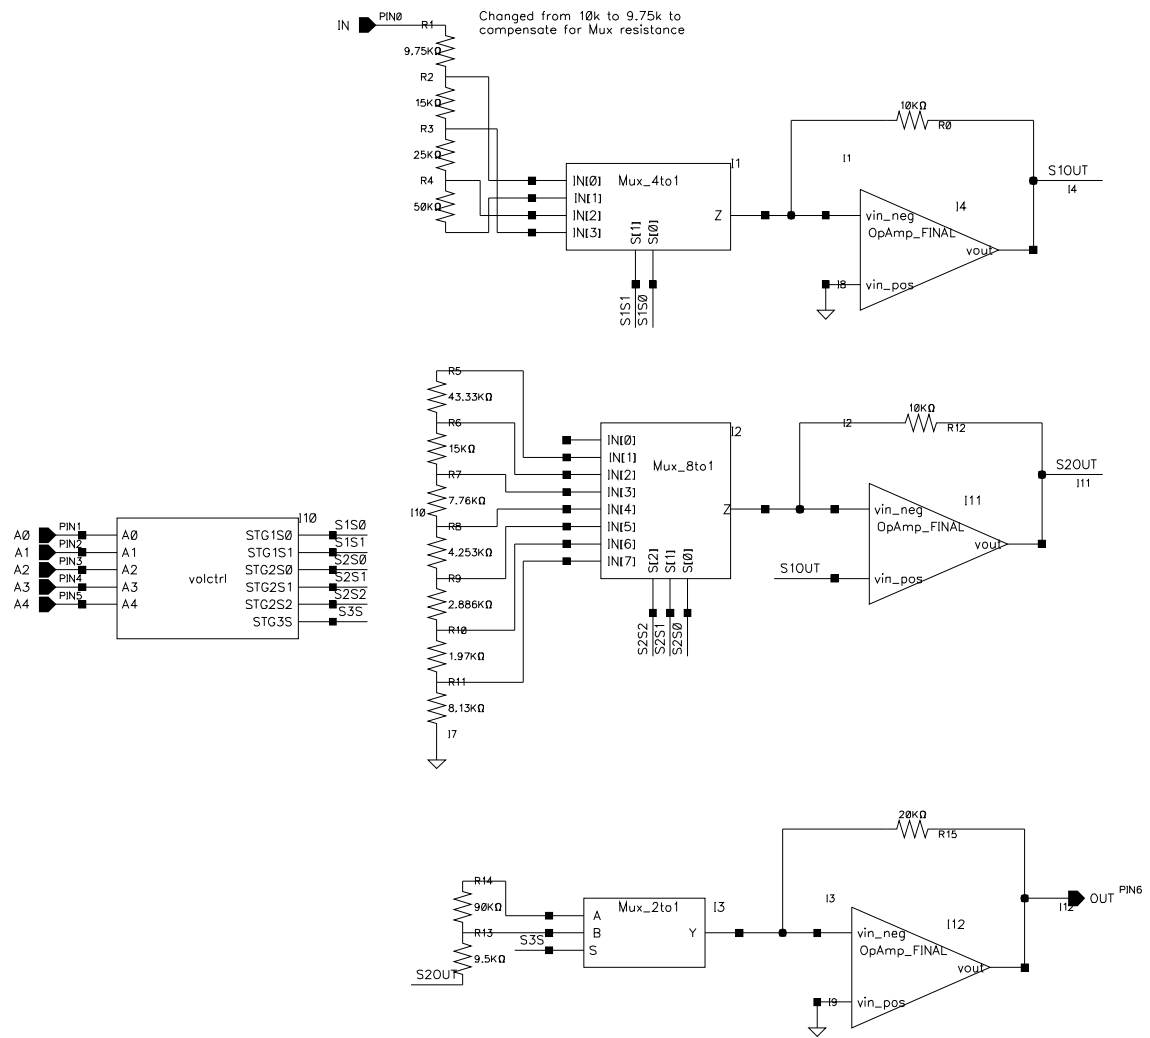 Changed from 10k to 9.75k to
compensate for Mux resistance
IN
PIN0
R1
9.75KΩ
R2
15KΩ
R3
25KΩ
R4
50KΩ
I1
Mux_4to1
IN[0]
IN[1]
IN[2]
IN[3]
S[1]
S[0]
Z
S1S1
S1S0
10KΩ
R0
I1
I4
vin_neg
OpAmp_FINAL
vout
vin_pos
I8
S1OUT
I4
R5
43.33KΩ
R6
15KΩ
R7
7.76KΩ
I10
R8
4.253KΩ
R9
2.886KΩ
R10
1.97KΩ
R11
8.13KΩ
I7
I2
Mux_8to1
IN[0]
IN[1]
IN[2]
IN[3]
IN[4]
IN[5]
IN[6]
IN[7]
S[2]
S[1]
S[0]
Z
S2S2
S2S1
S2S0
10KΩ
R12
I2
I11
vin_neg
OpAmp_FINAL
vout
vin_pos
S1OUT
S2OUT
I11
A0
PIN1
A1
PIN2
A2
PIN3
A3
PIN4
A4
PIN5
I10
volctrl
A0
A1
A2
A3
A4
STG1S0
STG1S1
STG2S0
STG2S1
STG2S2
STG3S
S1S0
S1S1
S2S0
S2S1
S2S2
S3S
R14
90KΩ
R13
9.5KΩ
S2OUT
S3S
Mux_2to1
I3
A
B
S
Y
20KΩ
R15
I3
I12
vin_neg
OpAmp_FINAL
vout
vin_pos
I9
I12
OUT
PIN6